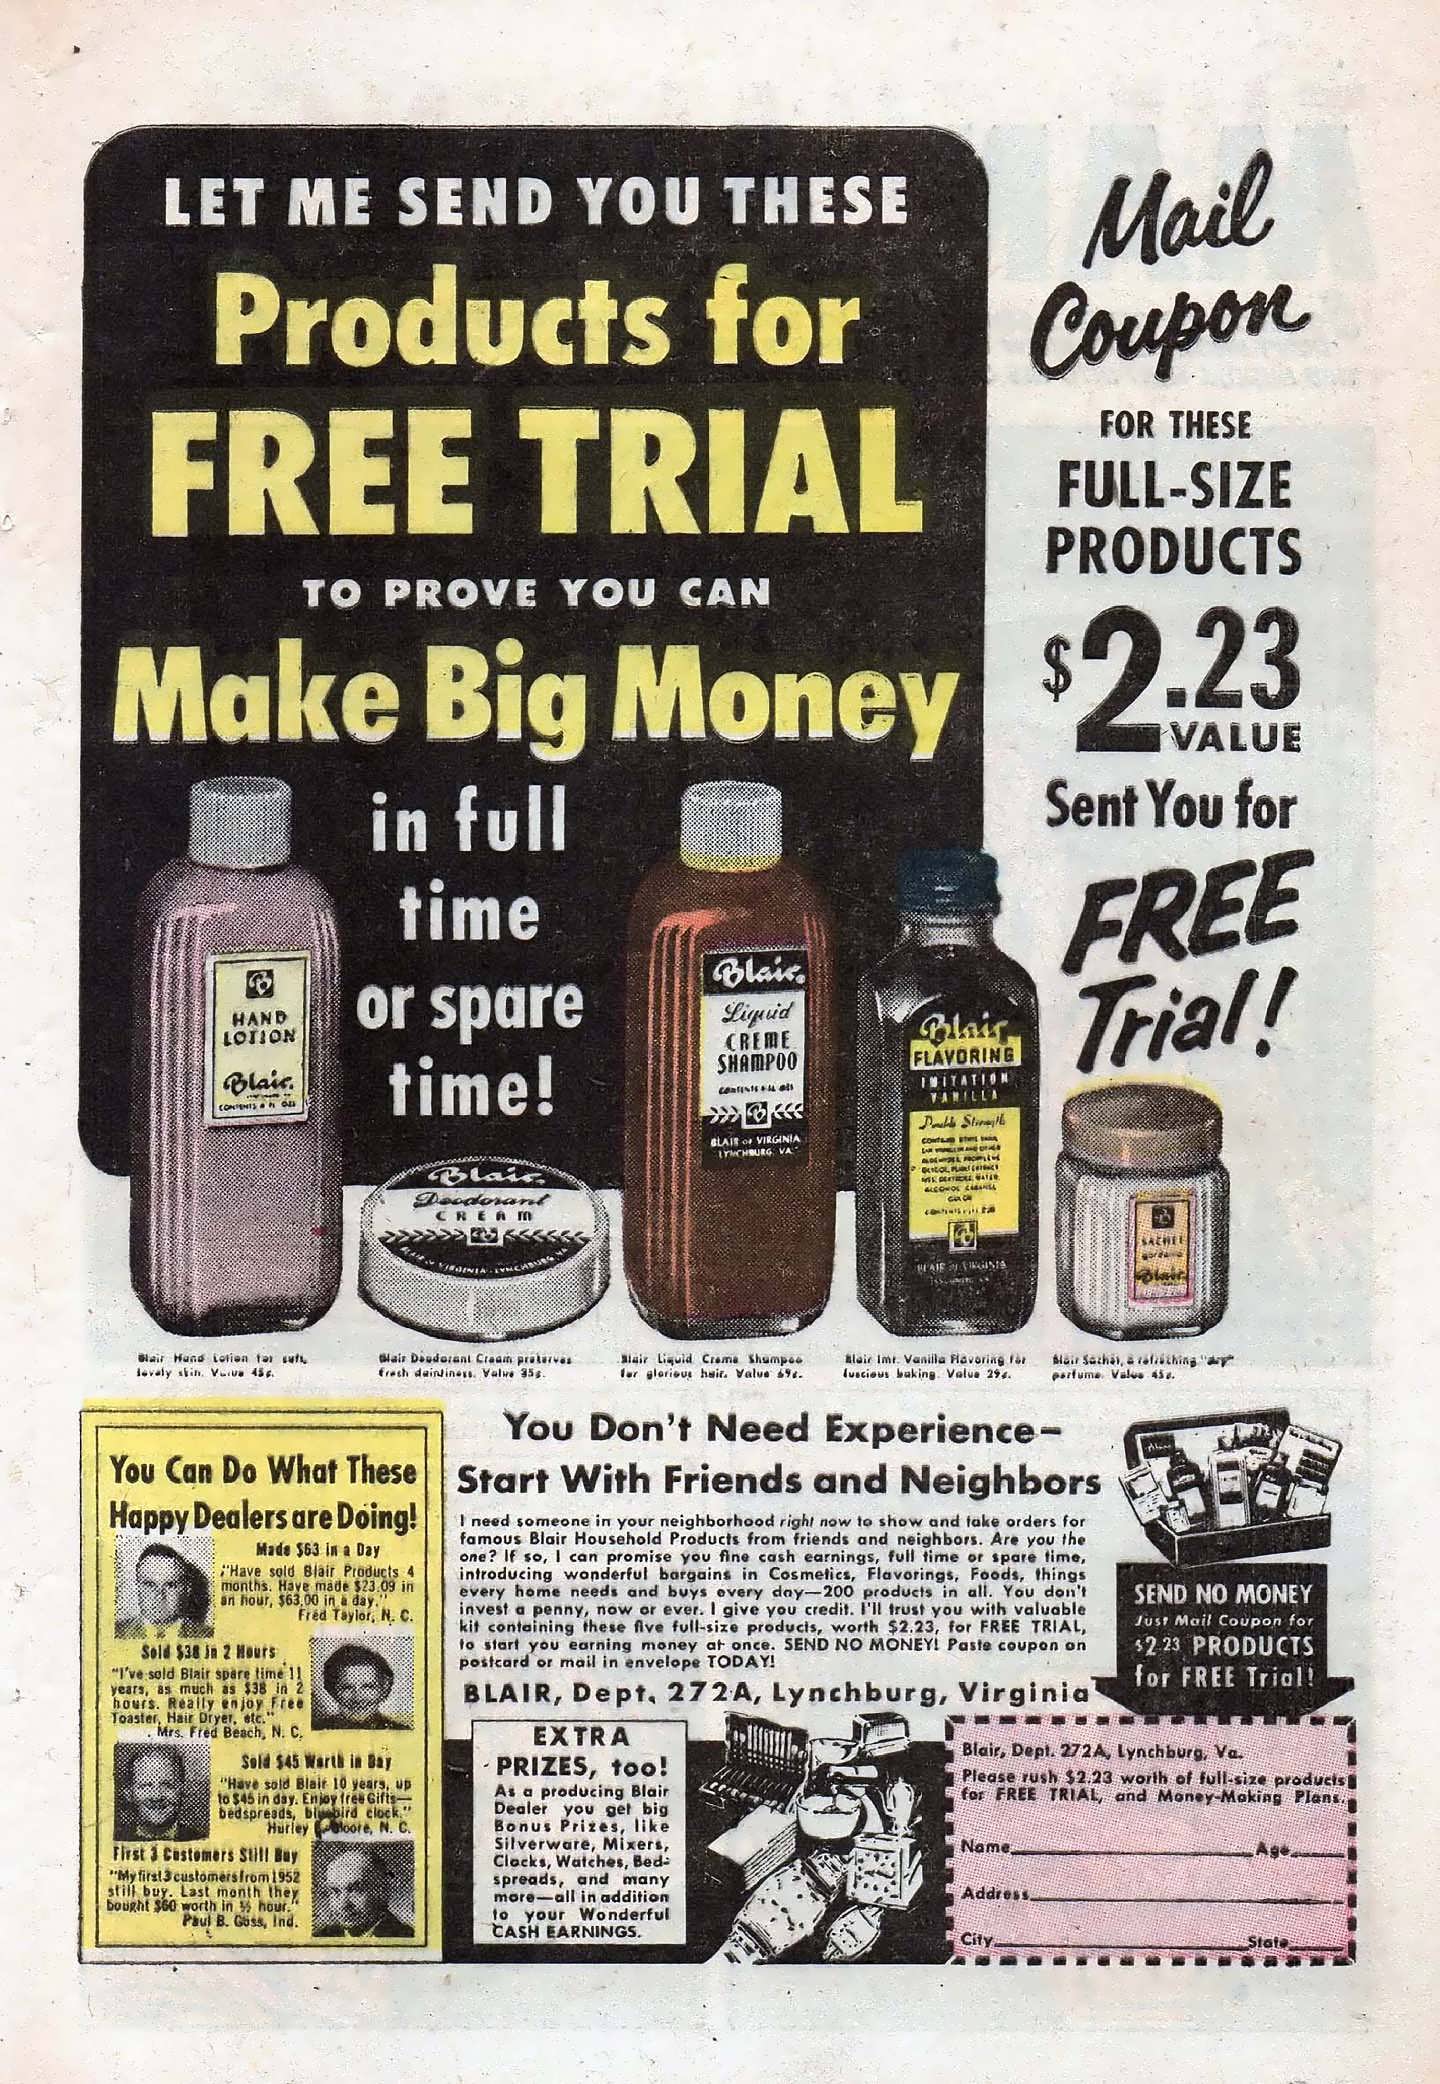 LET ME SEND YOU THESE
Products for
FREE TRIAL
TO PROVE YOU CAN
Make Big Money
in full
time
or spare
time!
Mail
Coupon
FOR THESE
FULL-SIZE
PRODUCTS
$2.23
VALUE
Sent You for
FREE
Trial!
HAND
LOTION
Blair.
CONTENTS 6 FL. OZS
Blair.
Deodorant
CREAM
BLAIR OF VIRGINIA - LYNCHBURG, VA.
Blair.
Liquid
CREME
SHAMPOO
BLAIR OF VIRGINIA
LYNCHBURG, VA.
Blair
FLAVORING
IMITATION
VANILLA
Double Strength
BLAIR OF VIRGINIA
SACHET
gardenia
Blair.
Blair Hand Lotion for soft,
lovely skin. Value 45¢.
Blair Deodorant Cream preserves
fresh daintiness. Value 35¢.
Blair Liquid Creme Shampoo
for glorious hair. Value 69¢.
Blair Imt. Vanilla Flavoring for
luscious baking. Value 29¢.
Blair Sachet, a refreshing "dry"
perfume. Value 45¢.
You Can Do What These
Happy Dealers are Doing!
Made $63 in a Day
"Have sold Blair Products 4
months. Have made $23.09 in
an hour, $63.00 in a day."
Fred Taylor, N. C.
Sold $38 in 2 Hours
"I've sold Blair spare time 11
years, as much as $38 in 2
hours. Really enjoy Free
Toaster, Hair Dryer, etc."
Mrs. Fred Beach, N. C.
Sold $45 Worth in Day
"Have sold Blair 10 years, up
to $45 in day. Enjoy free Gifts—
bedspreads, bluebird clock."
Hurley Moore, N. C.
First 3 Customers Still Buy
"My first 3 customers from 1952
still buy. Last month they
bought $60 worth in ½ hour."
Paul B. Goss, Ind.
You Don't Need Experience—
Start With Friends and Neighbors
I need someone in your neighborhood right now to show and take orders for
famous Blair Household Products from friends and neighbors. Are you the
one? If so, I can promise you fine cash earnings, full time or spare time,
introducing wonderful bargains in Cosmetics, Flavorings, Foods, things
every home needs and buys every day—200 products in all. You don't
invest a penny, now or ever. I give you credit. I'll trust you with valuable
kit containing these five full-size products, worth $2.23, for FREE TRIAL,
to start you earning money at once. SEND NO MONEY! Paste coupon on
postcard or mail in envelope TODAY!
BLAIR, Dept. 272A, Lynchburg, Virginia
SEND NO MONEY
Just Mail Coupon for
$2.23 PRODUCTS
for FREE Trial!
EXTRA
PRIZES, too!
As a producing Blair
Dealer you get big
Bonus Prizes, like
Silverware, Mixers,
Clocks, Watches, Bed-
spreads, and many
more—all in addition
to your Wonderful
CASH EARNINGS.
Blair, Dept. 272A, Lynchburg, Va.
Please rush $2.23 worth of full-size products
for FREE TRIAL, and Money-Making Plans.
Name Age
Address
City State